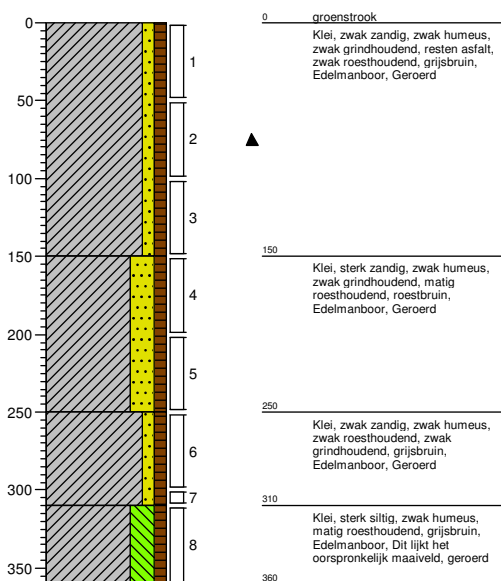 0
50
100
150
200
250
300
350
1
2
3
4
5
6
7
8
0 groenstrook
Klei, zwak zandig, zwak humeus,
zwak grindhoudend, resten asfalt,
zwak roesthoudend, grijsbruin,
Edelmanboor, Geroerd
150
Klei, sterk zandig, zwak humeus,
zwak grindhoudend, matig
roesthoudend, roestbruin,
Edelmanboor, Geroerd
250
Klei, zwak zandig, zwak humeus,
zwak roesthoudend, zwak
grindhoudend, grijsbruin,
Edelmanboor, Geroerd
310
Klei, sterk siltig, zwak humeus,
matig roesthoudend, grijsbruin,
Edelmanboor, Dit lijkt het
oorspronkelijk maaiveld, geroerd
360